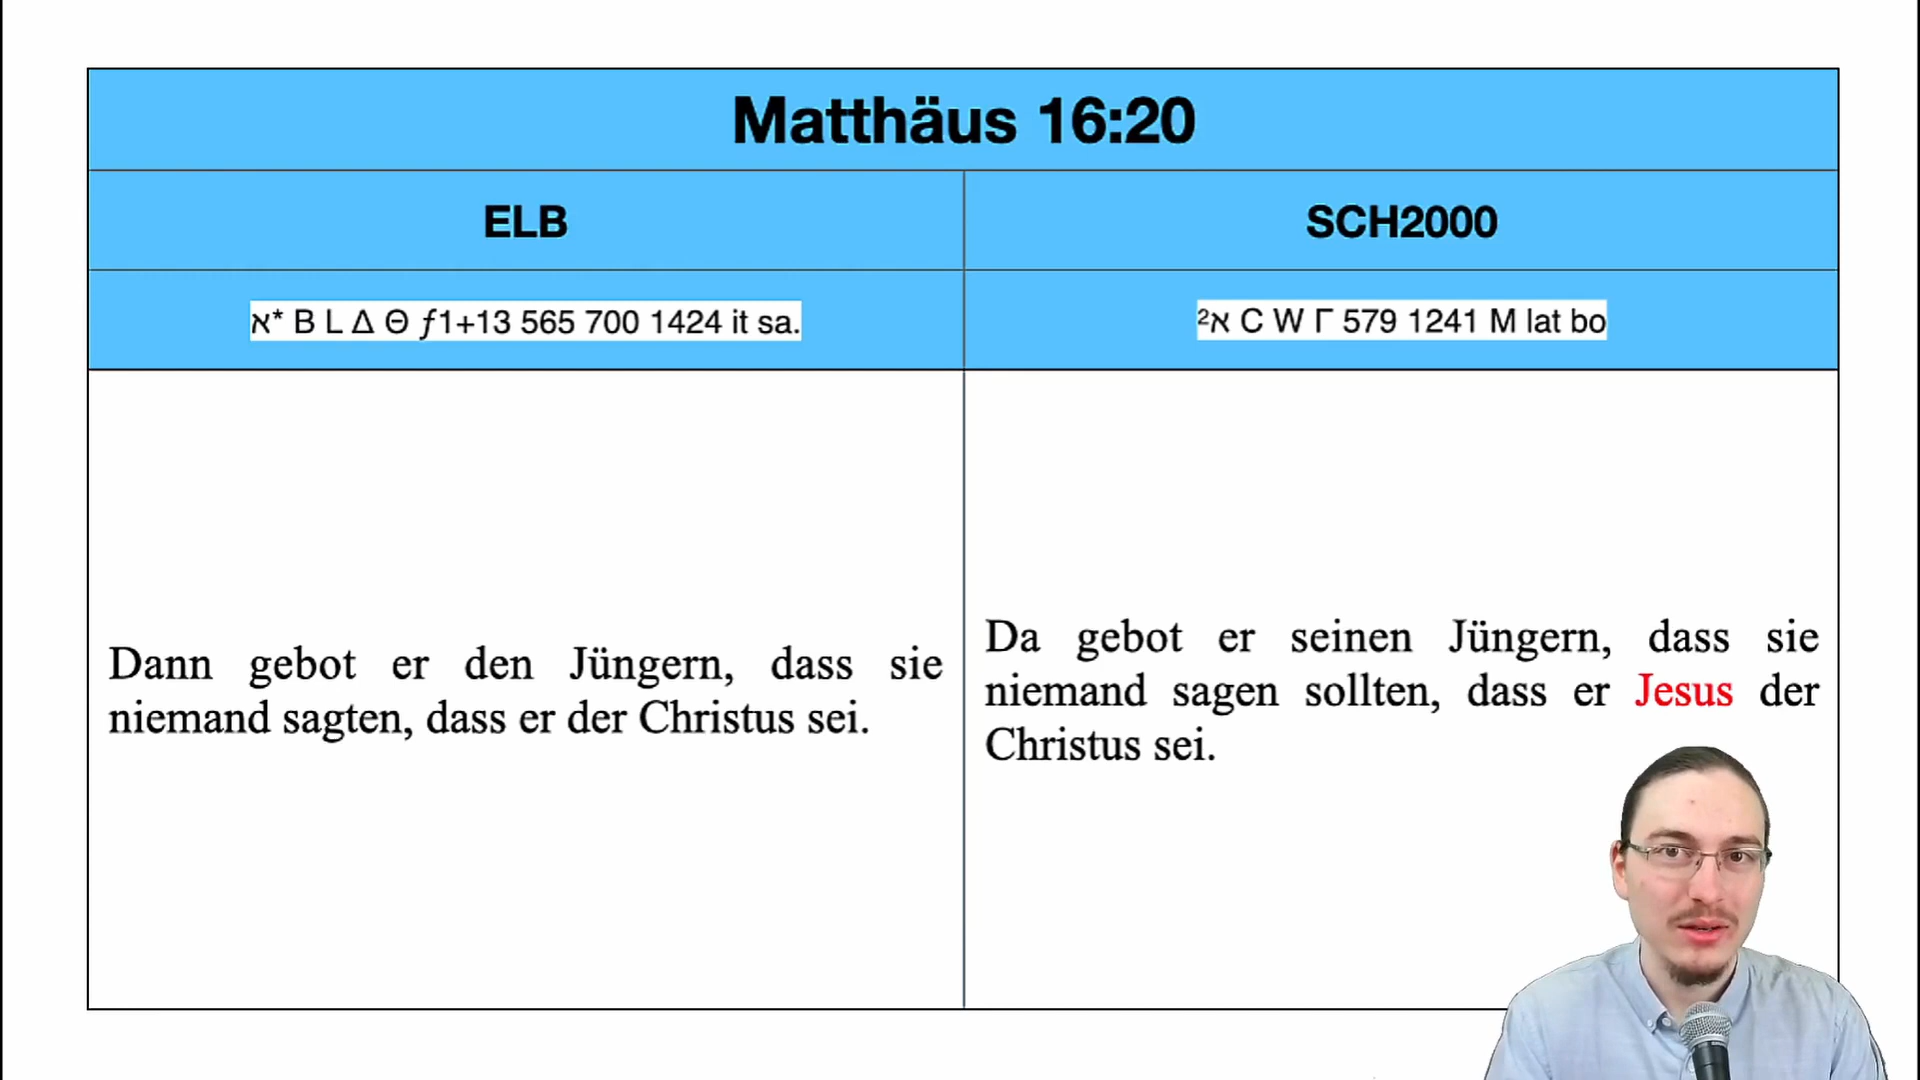 Matthäus 16:20
ELB
SCH2000
א* B L Δ Θ ƒ1+13 565 700 1424 it sa.
²א C W Γ 579 1241 M lat bo
Dann gebot er den Jüngern, dass sie
niemand sagten, dass er der Christus sei.
Da gebot er seinen Jüngern, dass sie
niemand sagen sollten, dass er Jesus der
Christus sei.